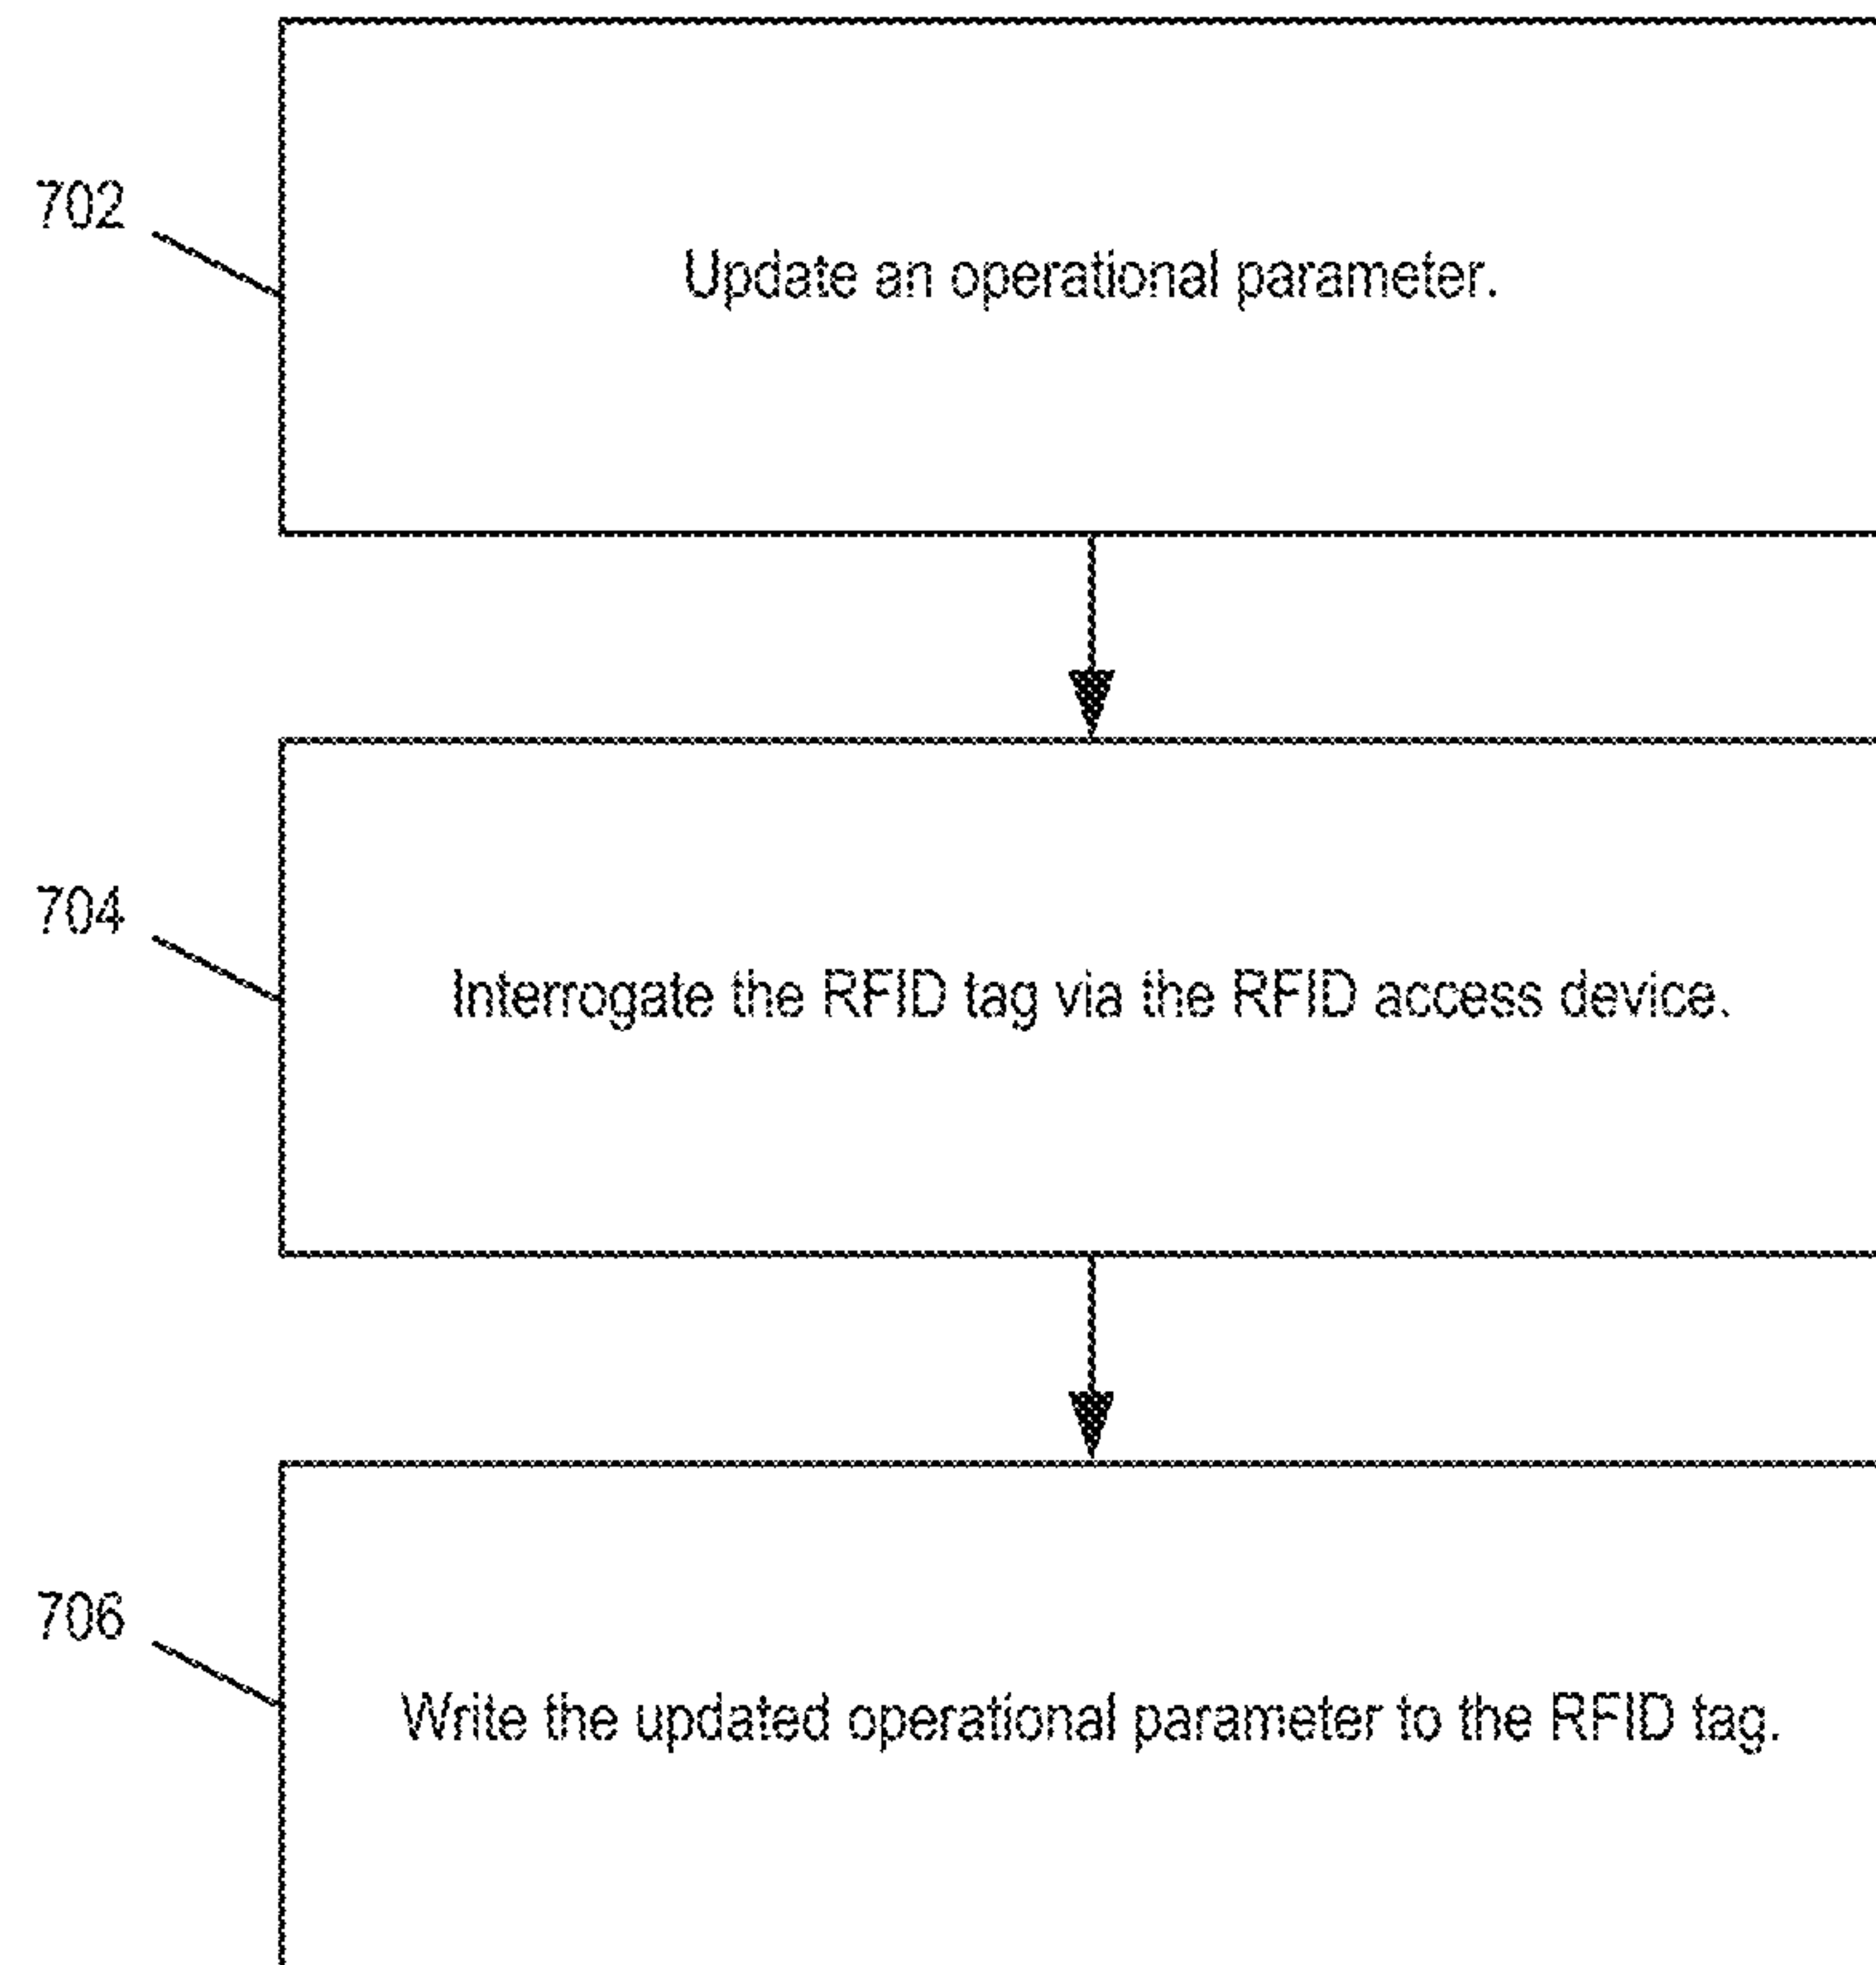 702
Update an operational parameter.
704
Interrogate the RFID tag via the RFID access device.
706
Write the updated operational parameter to the RFID tag.